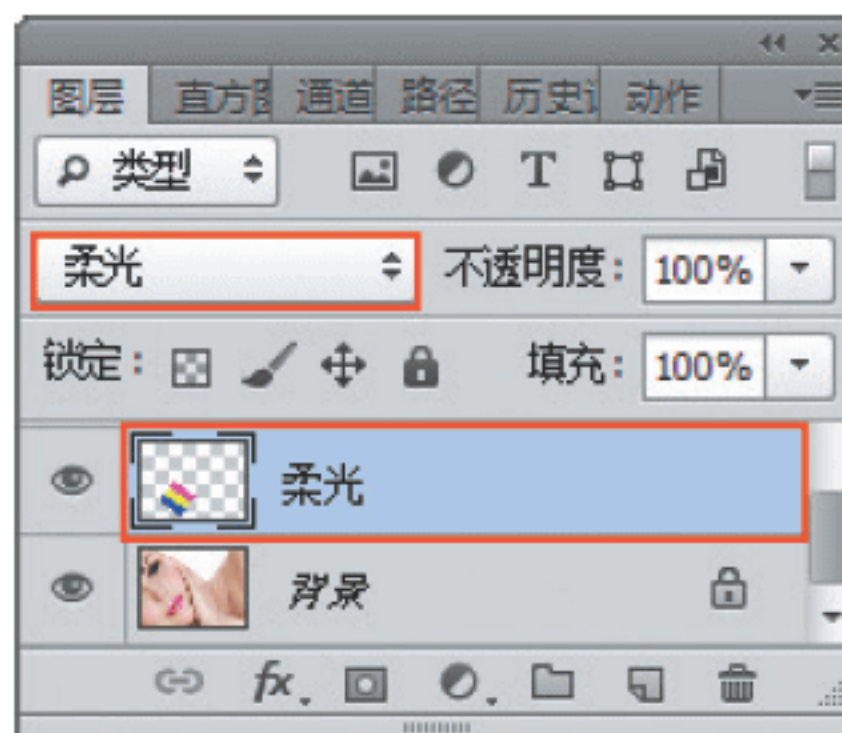 图层 直方图 通道 路径 历史 动作
类型 T
柔光 不透明度: 100%
锁定: 填充: 100%
柔光
背景
fx.